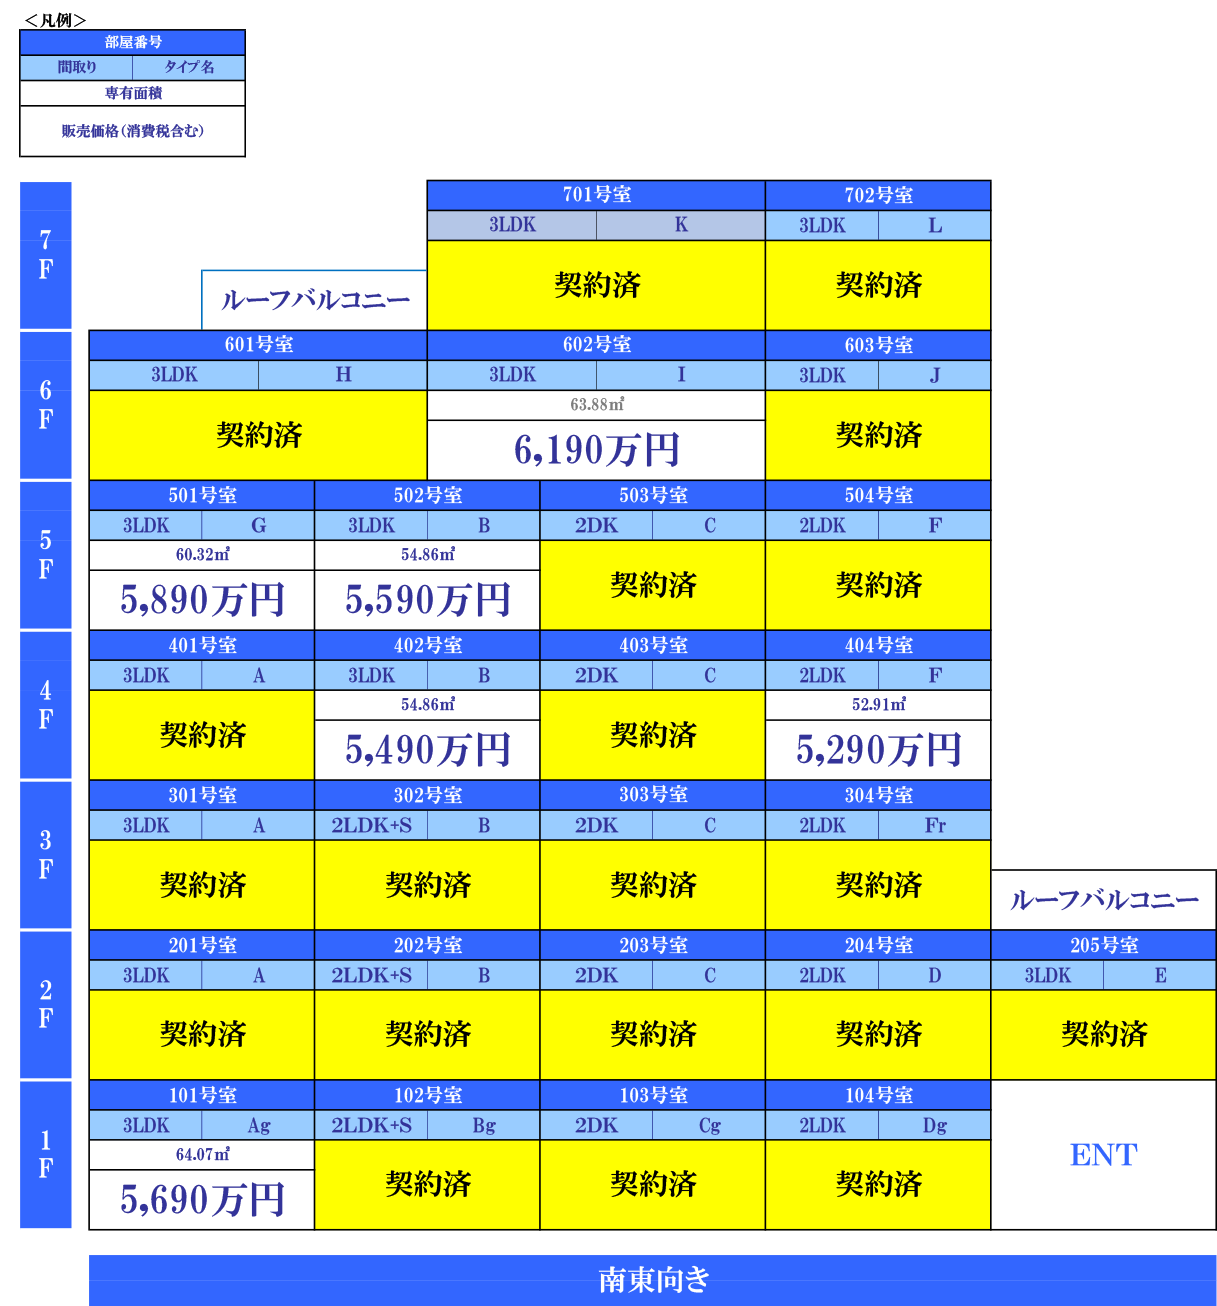 ＜凡例＞
部屋番号
間取り タイプ名
専有面積
販売価格（消費税含む）
7F
701号室 702号室
3LDK K 3LDK L
契約済 契約済
ルーフバルコニー
6F
601号室 602号室 603号室
3LDK H 3LDK I 3LDK J
63.88㎡
契約済 6,190万円 契約済
5F
501号室 502号室 503号室 504号室
3LDK G 3LDK B 2DK C 2LDK F
60.32㎡ 54.86㎡
5,890万円 5,590万円 契約済 契約済
4F
401号室 402号室 403号室 404号室
3LDK A 3LDK B 2DK C 2LDK F
54.86㎡ 52.91㎡
契約済 5,490万円 契約済 5,290万円
3F
301号室 302号室 303号室 304号室
3LDK A 2LDK+S B 2DK C 2LDK Fr
契約済 契約済 契約済 契約済
ルーフバルコニー
2F
201号室 202号室 203号室 204号室 205号室
3LDK A 2LDK+S B 2DK C 2LDK D 3LDK E
契約済 契約済 契約済 契約済 契約済
1F
101号室 102号室 103号室 104号室
3LDK Ag 2LDK+S Bg 2DK Cg 2LDK Dg
64.07㎡
5,690万円 契約済 契約済 契約済
ENT
南東向き